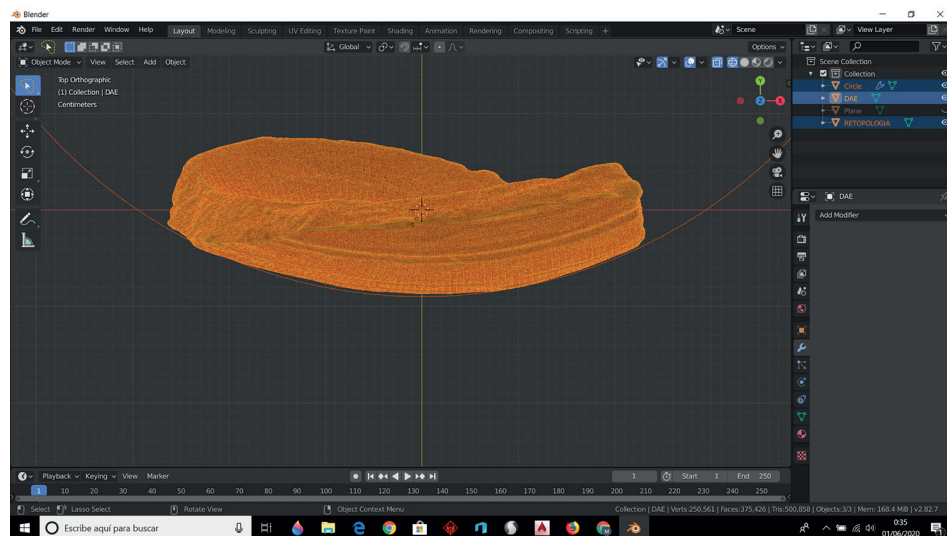 Blender
File Edit Render Window Help Layout Modeling Sculpting UV Editing Texture Paint Shading Animation Rendering Compositing Scripting + Scene View Layer
Global Options
Object Mode View Select Add Object
Top Orthographic
(1) Collection | DAE
Centimeters
Y
Z
X
Scene Collection
Collection
Circle
DAE
Plane
RETOPOLOGIA
DAE
Add Modifier
Playback Keying View Marker 1 Start 1 End 250
1 10 20 30 40 50 60 70 80 90 100 110 120 130 140 150 160 170 180 190 200 210 220 230 240 250
Select Lasso Select Rotate View Object Context Menu Collection | DAE | Verts:250,561 | Faces:375,426 | Tris:500,858 | Objects:3/3 | Mem: 168.4 MiB | v2.82.7
Escribe aquí para buscar
0:35
01/06/2020